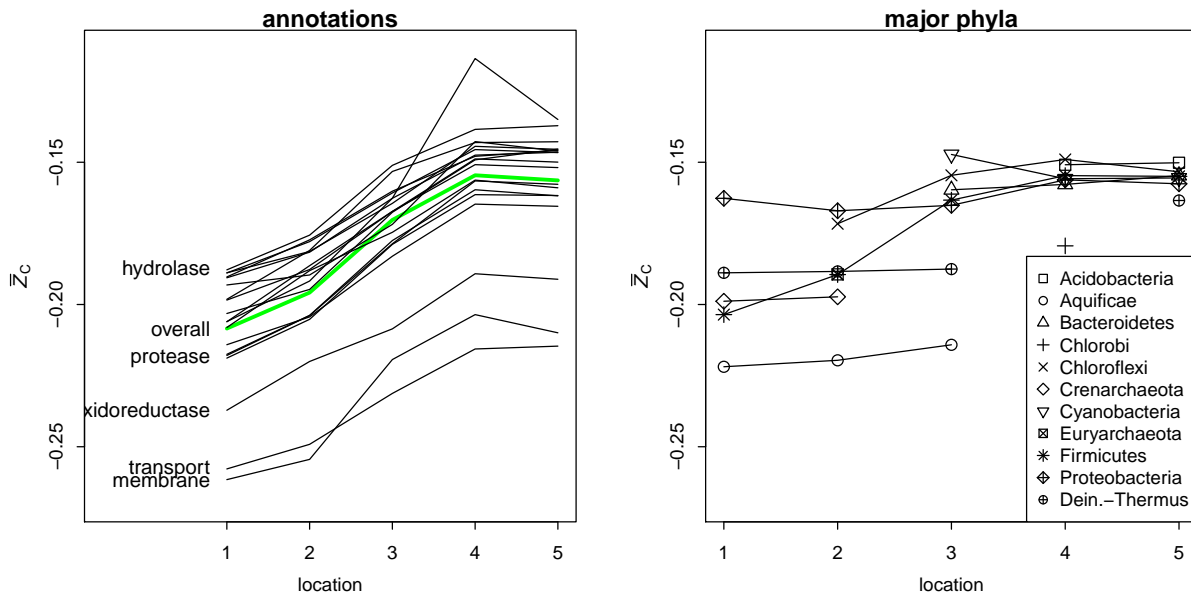 annotations
Z̅C
−0.15
−0.20
−0.25
hydrolase
overall
protease
xidoreductase
transport
membrane
1 2 3 4 5
location
major phyla
Z̅C
−0.15
−0.20
−0.25
Acidobacteria
Aquificae
Bacteroidetes
Chlorobi
Chloroflexi
Crenarchaeota
Cyanobacteria
Euryarchaeota
Firmicutes
Proteobacteria
Dein.−Thermus
1 2 3 4 5
location